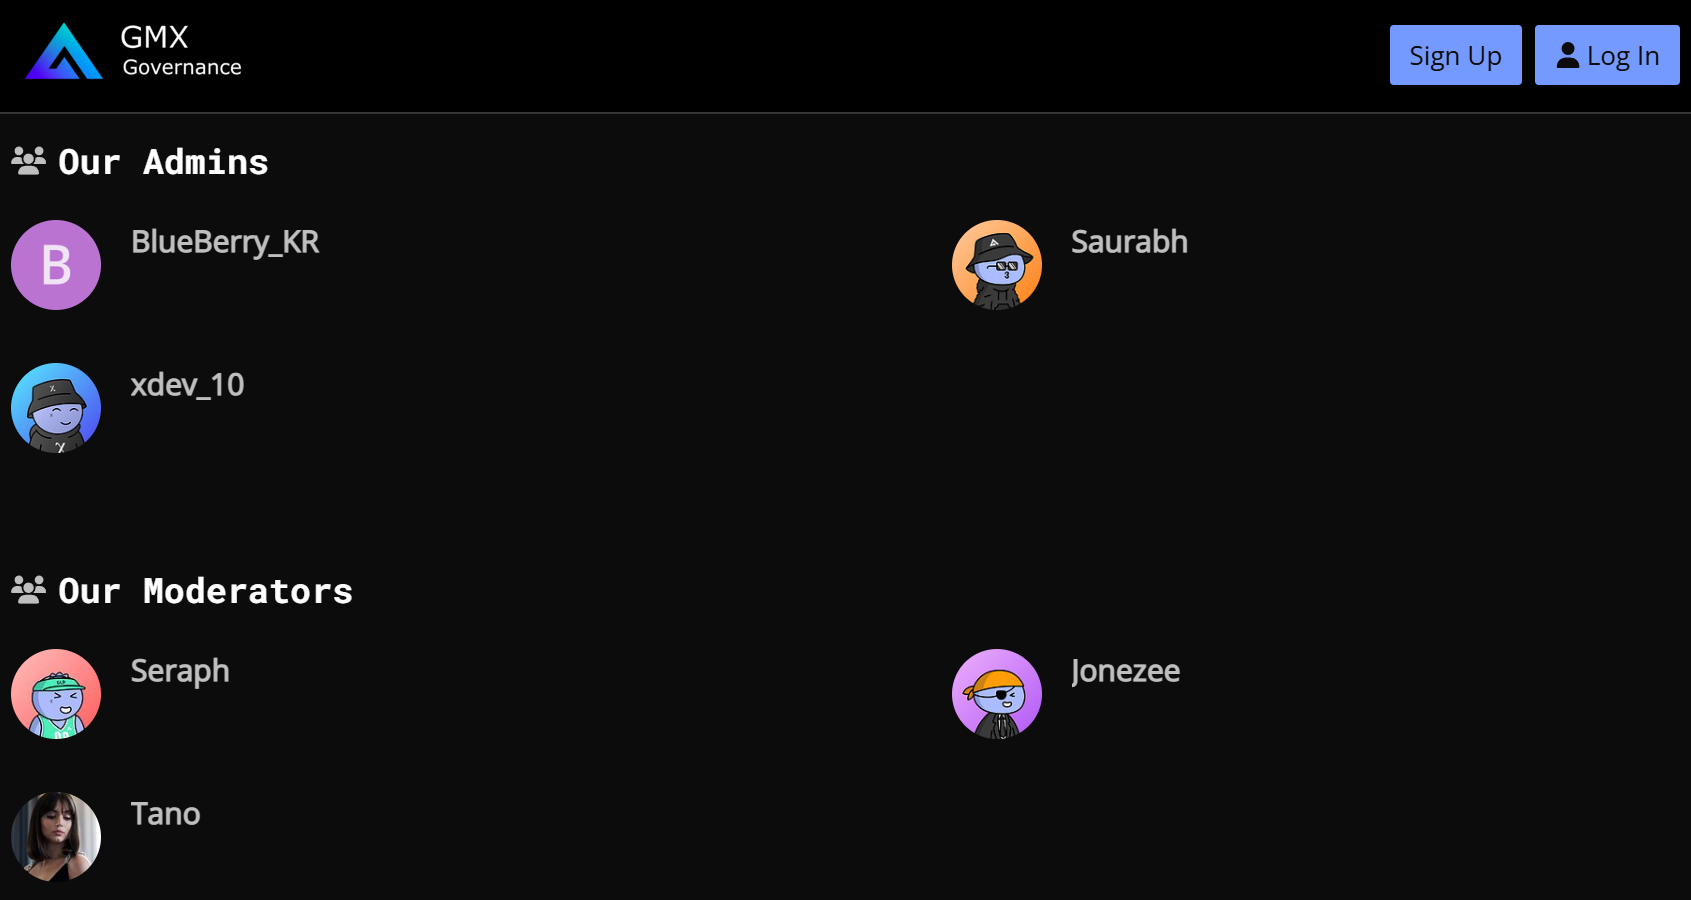 GMX
Governance
Sign Up
Log In
Our Admins
B
BlueBerry_KR
Saurabh
xdev_10
Our Moderators
Seraph
Jonezee
Tano